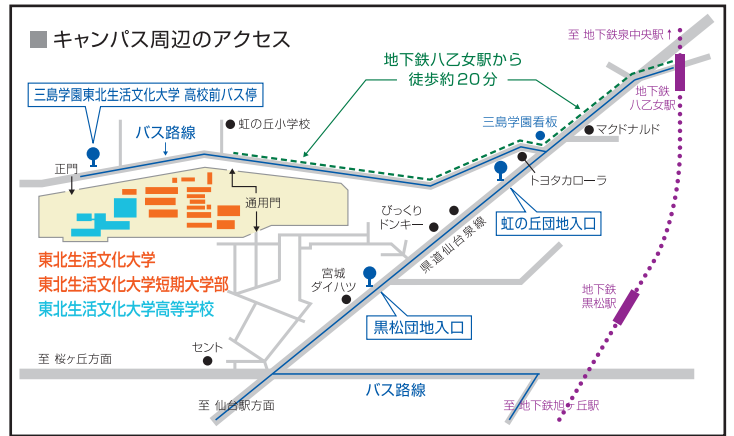 キャンパス周辺のアクセス
至 地下鉄泉中央駅↑
地下鉄八乙女駅から
徒歩約20分
三島学園東北生活文化大学 高校前バス停
地下鉄
八乙女駅
三島学園看板
虹の丘小学校
バス路線
マクドナルド
正門
トヨタカローラ
通用門
びっくり
ドンキー
虹の丘団地入口
県道仙台泉線
東北生活文化大学
東北生活文化大学短期大学部
東北生活文化大学高等学校
宮城
ダイハツ
地下鉄
黒松駅
黒松団地入口
セント
至 桜ヶ丘方面
バス路線
至 仙台駅方面
至 地下鉄旭ヶ丘駅